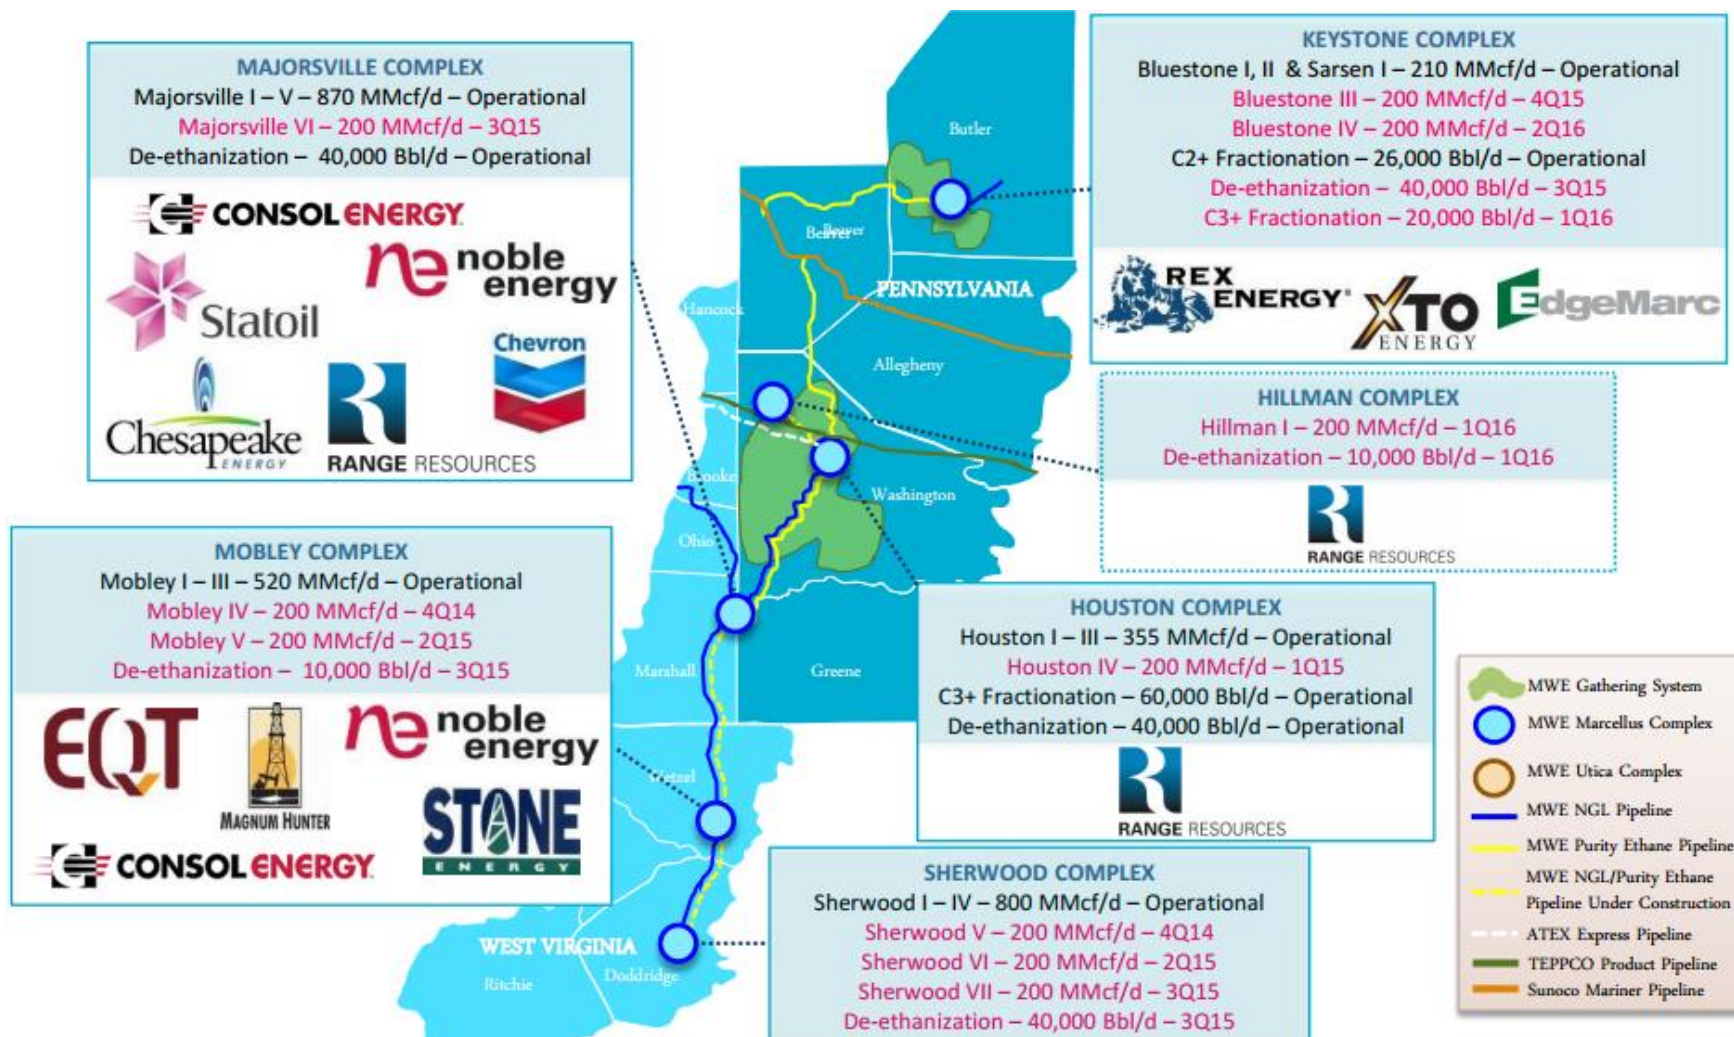 MAJORSVILLE COMPLEX
Majorsville I – V – 870 MMcf/d – Operational
Majorsville VI – 200 MMcf/d – 3Q15
De-ethanization – 40,000 Bbl/d – Operational
CONSOL ENERGY
noble energy
Statoil
Chevron
Chesapeake
ENERGY
RANGE RESOURCES
KEYSTONE COMPLEX
Bluestone I, II & Sarsen I – 210 MMcf/d – Operational
Bluestone III – 200 MMcf/d – 4Q15
Bluestone IV – 200 MMcf/d – 2Q16
C2+ Fractionation – 26,000 Bbl/d – Operational
De-ethanization – 40,000 Bbl/d – 3Q15
C3+ Fractionation – 20,000 Bbl/d – 1Q16
REX
ENERGY
XTO
ENERGY
EdgeMarc
HILLMAN COMPLEX
Hillman I – 200 MMcf/d – 1Q16
De-ethanization – 10,000 Bbl/d – 1Q16
RANGE RESOURCES
MOBLEY COMPLEX
Mobley I – III – 520 MMcf/d – Operational
Mobley IV – 200 MMcf/d – 4Q14
Mobley V – 200 MMcf/d – 2Q15
De-ethanization – 10,000 Bbl/d – 3Q15
EQT
MAGNUM HUNTER
noble energy
CONSOL ENERGY
STONE
ENERGY
HOUSTON COMPLEX
Houston I – III – 355 MMcf/d – Operational
Houston IV – 200 MMcf/d – 1Q15
C3+ Fractionation – 60,000 Bbl/d – Operational
De-ethanization – 40,000 Bbl/d – Operational
RANGE RESOURCES
SHERWOOD COMPLEX
Sherwood I – IV – 800 MMcf/d – Operational
Sherwood V – 200 MMcf/d – 4Q14
Sherwood VI – 200 MMcf/d – 2Q15
Sherwood VII – 200 MMcf/d – 3Q15
De-ethanization – 40,000 Bbl/d – 3Q15
Butler
Beaver
Beaver
PENNSYLVANIA
Hancock
Allegheny
Brooke
Washington
Ohio
Marshall
Greene
Wetzel
WEST VIRGINIA
Ritchie
Doddridge
MWE Gathering System
MWE Marcellus Complex
MWE Utica Complex
MWE NGL Pipeline
MWE Purity Ethane Pipeline
MWE NGL/Purity Ethane
Pipeline Under Construction
ATEX Express Pipeline
TEPPCO Product Pipeline
Sunoco Mariner Pipeline